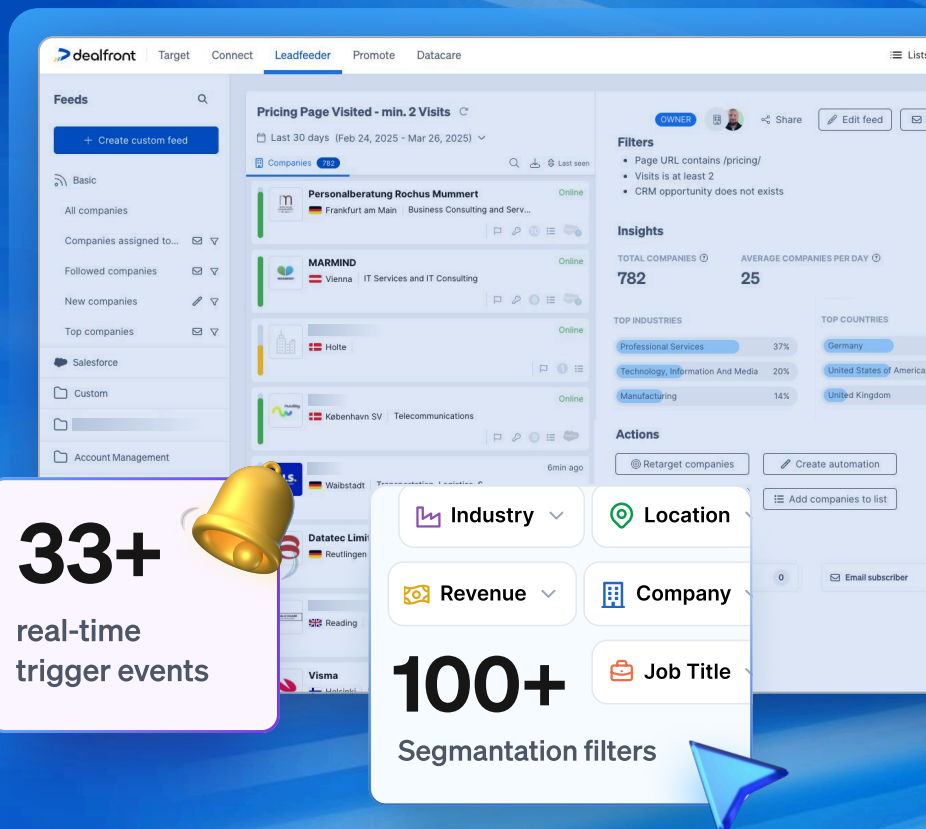 dealfront
Target
Connect
Leadfeeder
Promote
Datacare
Lists
Feeds
+ Create custom feed
Basic
All companies
Companies assigned to...
Followed companies
New companies
Top companies
Salesforce
Custom
Account Management
Pricing Page Visited - min. 2 Visits
Last 30 days (Feb 24, 2025 - Mar 26, 2025)
Companies 782
Last seen
Personalberatung Rochus Mummert
Online
Frankfurt am Main
Business Consulting and Serv...
MARMIND
Online
Vienna
IT Services and IT Consulting
Online
Holte
Online
København SV
Telecommunications
6min ago
Waibstadt
Datatec Limi
Reutlingen
Reading
Visma
Helsinki
OWNER
Share
Edit feed
Filters
• Page URL contains /pricing/
• Visits is at least 2
• CRM opportunity does not exists
Insights
TOTAL COMPANIES
AVERAGE COMPANIES PER DAY
782
25
TOP INDUSTRIES
TOP COUNTRIES
Professional Services 37%
Germany
Technology, Information And Media 20%
United States of America
Manufacturing 14%
United Kingdom
Actions
Retarget companies
Create automation
Add companies to list
0
Email subscriber
33+
real-time
trigger events
Industry
Location
Revenue
Company
Job Title
100+
Segmantation filters